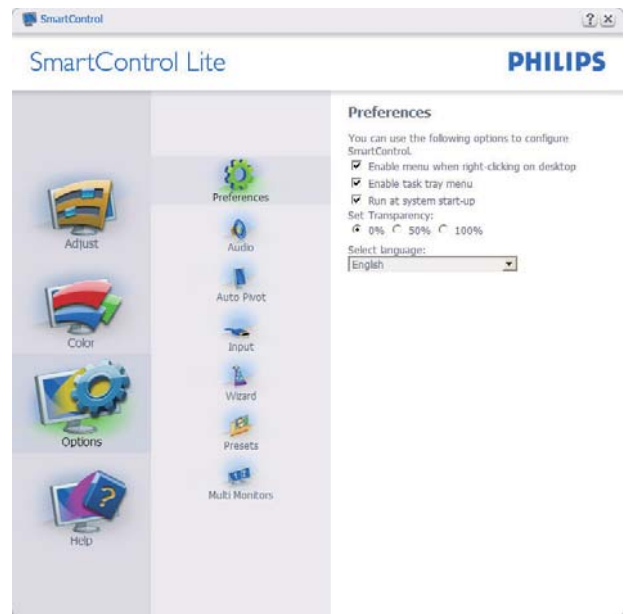 SmartControl
SmartControl Lite
PHILIPS
Adjust
Color
Options
Help
Preferences
Audio
Auto Pivot
Input
Wizard
Presets
Multi Monitors
Preferences
You can use the following options to configure
SmartControl.
Enable menu when right-clicking on desktop
Enable task tray menu
Run at system start-up
Set Transparency:
0% 50% 100%
Select language:
English